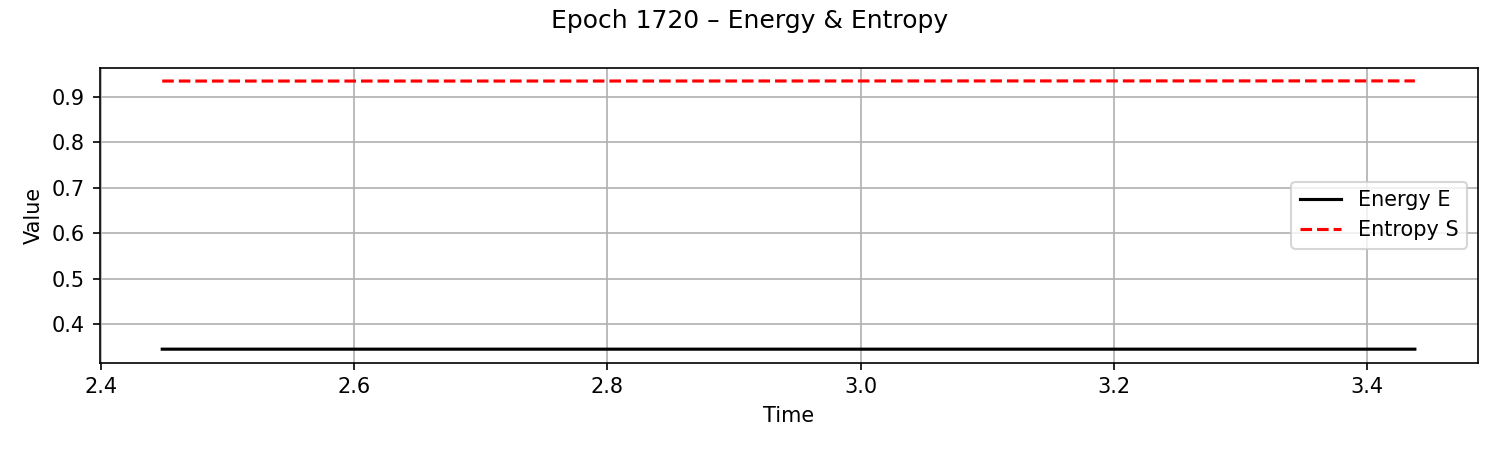 Epoch 1720 – Energy & Entropy
0.9
0.8
0.7
0.6
0.5
0.4
Value
Energy E
Entropy S
2.4 2.6 2.8 3.0 3.2 3.4
Time